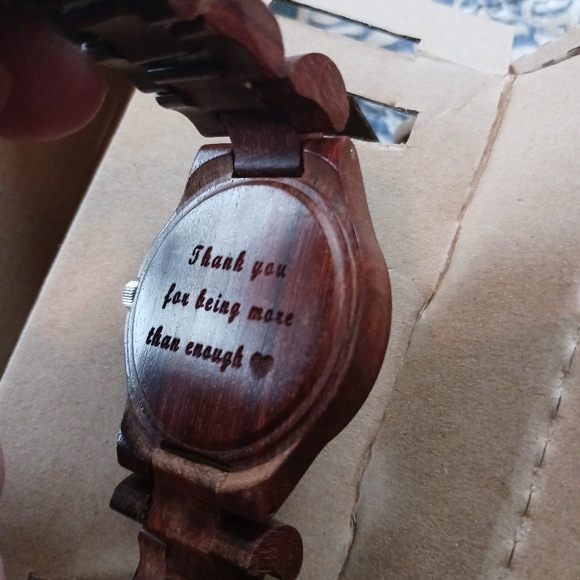 Thank you
for being more
than enough ♥